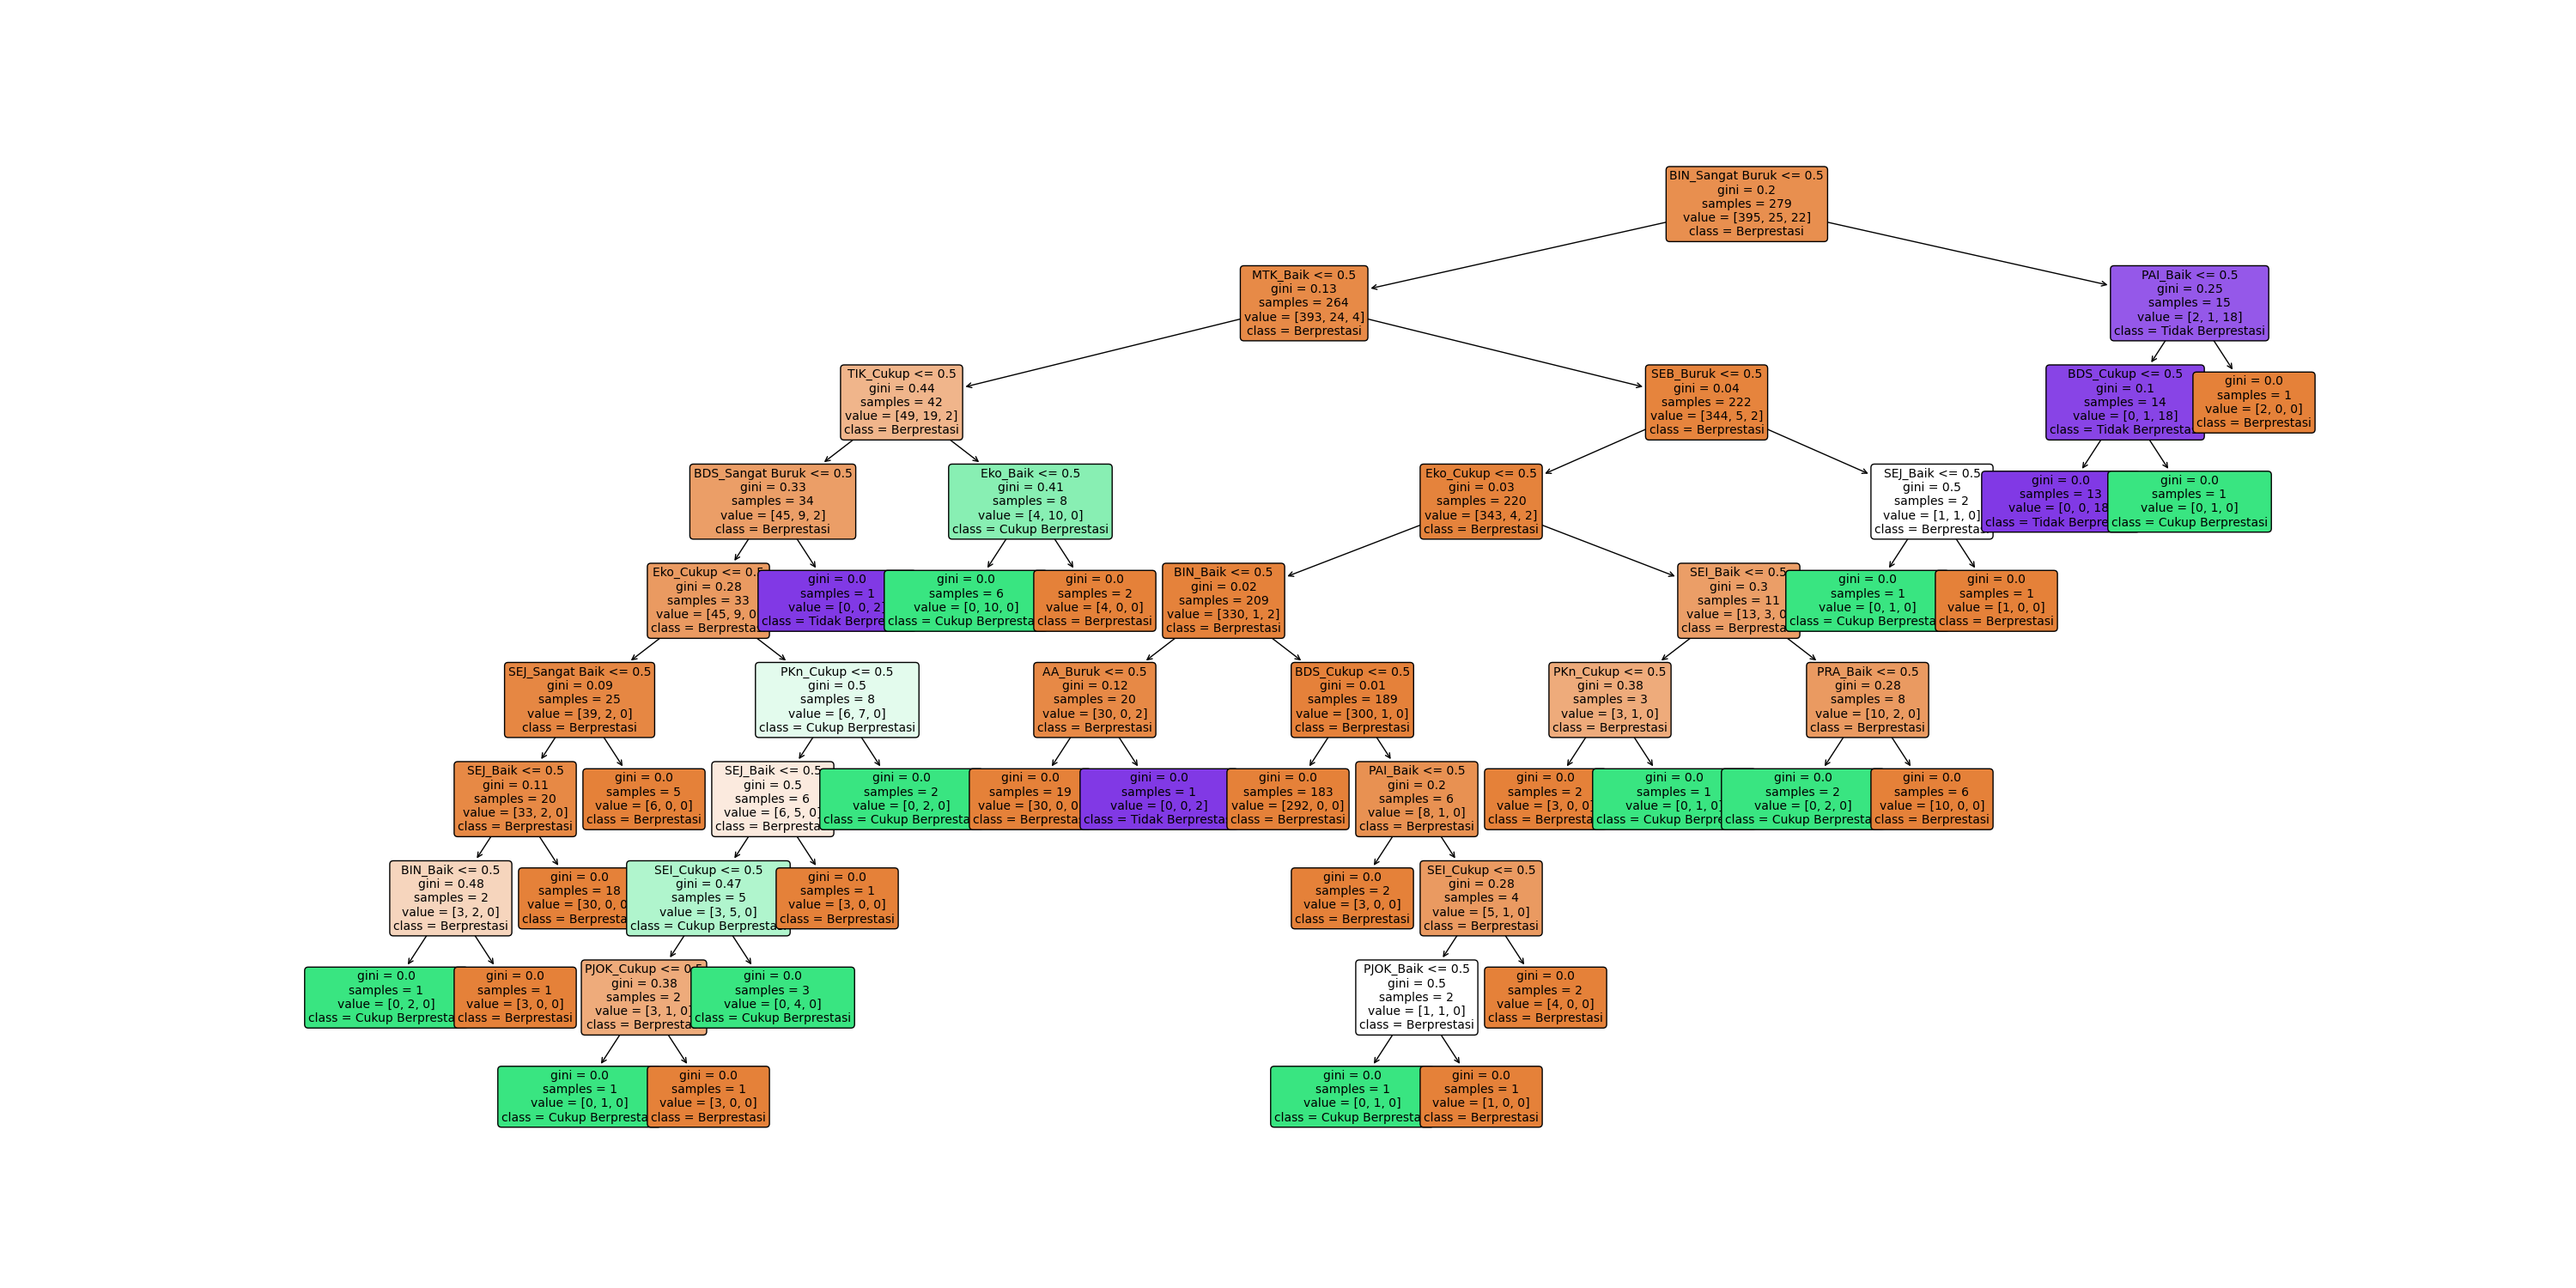 BIN_Sangat Buruk <= 0.5
gini = 0.2
samples = 279
value = [395, 25, 22]
class = Berprestasi
MTK_Baik <= 0.5
gini = 0.13
samples = 264
value = [393, 24, 4]
class = Berprestasi
PAI_Baik <= 0.5
gini = 0.25
samples = 15
value = [2, 1, 18]
class = Tidak Berprestasi
TIK_Cukup <= 0.5
gini = 0.44
samples = 42
value = [49, 19, 2]
class = Berprestasi
SEB_Buruk <= 0.5
gini = 0.04
samples = 222
value = [344, 5, 2]
class = Berprestasi
BDS_Cukup <= 0.5
gini = 0.1
samples = 14
value = [0, 1, 18]
class = Tidak Berpresta
gini = 0.0
samples = 1
value = [2, 0, 0]
class = Berprestasi
BDS_Sangat Buruk <= 0.5
gini = 0.33
samples = 34
value = [45, 9, 2]
class = Berprestasi
Eko_Baik <= 0.5
gini = 0.41
samples = 8
value = [4, 10, 0]
class = Cukup Berprestasi
Eko_Cukup <= 0.5
gini = 0.03
samples = 220
value = [343, 4, 2]
class = Berprestasi
SEJ_Baik <= 0.5
gini = 0.5
samples = 2
value = [1, 1, 0]
class = Berpresta
gini = 0.0
samples = 13
value = [0, 0, 18
class = Tidak Berpre
gini = 0.0
samples = 1
value = [0, 1, 0]
class = Cukup Berprestasi
Eko_Cukup <= 0.5
gini = 0.28
samples = 33
value = [45, 9, 0
class = Berpresta
gini = 0.0
samples = 1
value = [0, 0, 2]
class = Tidak Berpre
gini = 0.0
samples = 6
value = [0, 10, 0]
class = Cukup Berpresta
gini = 0.0
samples = 2
value = [4, 0, 0]
class = Berprestasi
BIN_Baik <= 0.5
gini = 0.02
samples = 209
value = [330, 1, 2]
class = Berprestasi
SEI_Baik <= 0.5
gini = 0.3
samples = 11
value = [13, 3, 0
class = Berpresta
gini = 0.0
samples = 1
value = [0, 1, 0]
class = Cukup Berpresta
gini = 0.0
samples = 1
value = [1, 0, 0]
class = Berprestasi
SEJ_Sangat Baik <= 0.5
gini = 0.09
samples = 25
value = [39, 2, 0]
class = Berprestasi
PKn_Cukup <= 0.5
gini = 0.5
samples = 8
value = [6, 7, 0]
class = Cukup Berprestasi
AA_Buruk <= 0.5
gini = 0.12
samples = 20
value = [30, 0, 2]
class = Berprestasi
BDS_Cukup <= 0.5
gini = 0.01
samples = 189
value = [300, 1, 0]
class = Berprestasi
PKn_Cukup <= 0.5
gini = 0.38
samples = 3
value = [3, 1, 0]
class = Berprestasi
PRA_Baik <= 0.5
gini = 0.28
samples = 8
value = [10, 2, 0]
class = Berprestasi
SEJ_Baik <= 0.5
gini = 0.11
samples = 20
value = [33, 2, 0]
class = Berprestasi
gini = 0.0
samples = 5
value = [6, 0, 0]
class = Berprestasi
SEJ_Baik <= 0.5
gini = 0.5
samples = 6
value = [6, 5, 0]
class = Berpresta
gini = 0.0
samples = 2
value = [0, 2, 0]
class = Cukup Berpresta
gini = 0.0
samples = 19
value = [30, 0, 0
class = Berpresta
gini = 0.0
samples = 1
value = [0, 0, 2]
class = Tidak Berpresta
gini = 0.0
samples = 183
value = [292, 0, 0]
class = Berprestasi
PAI_Baik <= 0.5
gini = 0.2
samples = 6
value = [8, 1, 0]
class = Berprestasi
gini = 0.0
samples = 2
value = [3, 0, 0]
class = Berpresta
gini = 0.0
samples = 1
value = [0, 1, 0]
class = Cukup Berpre
gini = 0.0
samples = 2
value = [0, 2, 0]
class = Cukup Berpresta
gini = 0.0
samples = 6
value = [10, 0, 0]
class = Berprestasi
BIN_Baik <= 0.5
gini = 0.48
samples = 2
value = [3, 2, 0]
class = Berprestasi
gini = 0.0
samples = 18
value = [30, 0, 0
class = Berpresta
SEI_Cukup <= 0.5
gini = 0.47
samples = 5
value = [3, 5, 0]
class = Cukup Berpresta
gini = 0.0
samples = 1
value = [3, 0, 0]
class = Berprestasi
gini = 0.0
samples = 2
value = [3, 0, 0]
class = Berprestasi
SEI_Cukup <= 0.5
gini = 0.28
samples = 4
value = [5, 1, 0]
class = Berprestasi
gini = 0.0
samples = 1
value = [0, 2, 0]
class = Cukup Berpresta
gini = 0.0
samples = 1
value = [3, 0, 0]
class = Berprestasi
PJOK_Cukup <= 0.5
gini = 0.38
samples = 2
value = [3, 1, 0]
class = Berpresta
gini = 0.0
samples = 3
value = [0, 4, 0]
class = Cukup Berprestasi
PJOK_Baik <= 0.5
gini = 0.5
samples = 2
value = [1, 1, 0]
class = Berprestasi
gini = 0.0
samples = 2
value = [4, 0, 0]
class = Berprestasi
gini = 0.0
samples = 1
value = [0, 1, 0]
class = Cukup Berpresta
gini = 0.0
samples = 1
value = [3, 0, 0]
class = Berprestasi
gini = 0.0
samples = 1
value = [0, 1, 0]
class = Cukup Berpresta
gini = 0.0
samples = 1
value = [1, 0, 0]
class = Berprestasi